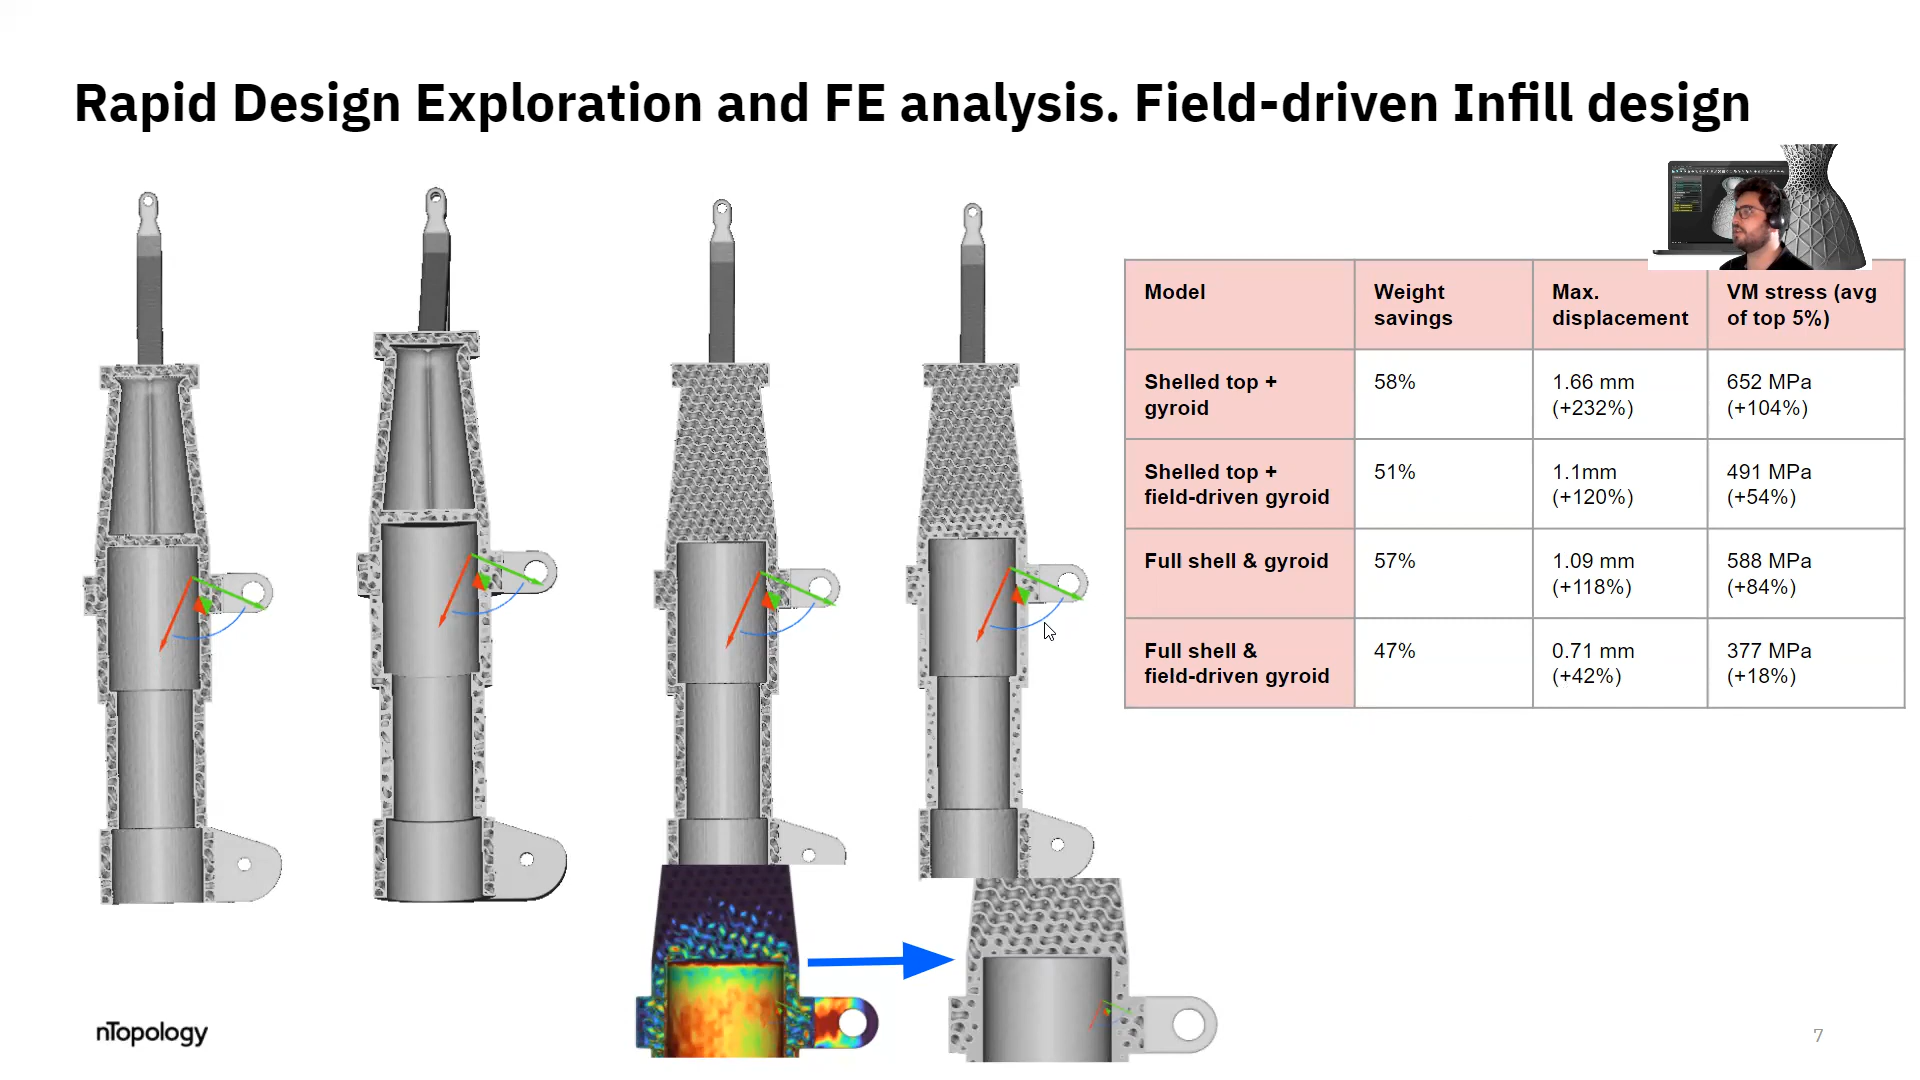 Rapid Design Exploration and FE analysis. Field-driven Infill design
Model
Weight
savings
Max.
displacement
VM stress (avg
of top 5%)
Shelled top +
gyroid
58%
1.66 mm
(+232%)
652 MPa
(+104%)
Shelled top +
field-driven gyroid
51%
1.1mm
(+120%)
491 MPa
(+54%)
Full shell & gyroid
57%
1.09 mm
(+118%)
588 MPa
(+84%)
Full shell &
field-driven gyroid
47%
0.71 mm
(+42%)
377 MPa
(+18%)
nTopology
7